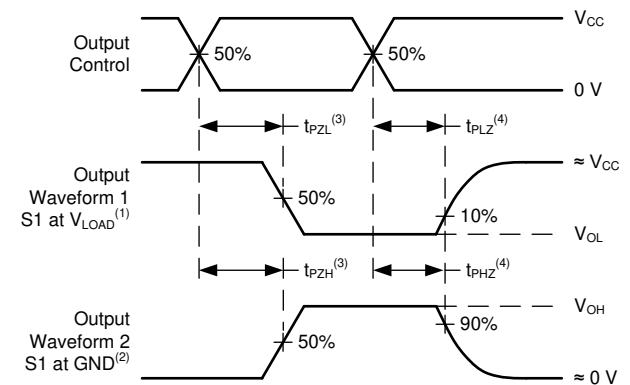 V_CC
Output
Control
50%
50%
0 V
t_PZL^(3)
t_PLZ^(4)
Output
Waveform 1
S1 at V_LOAD^(1)
≈ V_CC
50%
10%
V_OL
t_PZH^(3)
t_PHZ^(4)
Output
Waveform 2
S1 at GND^(2)
V_OH
90%
50%
≈ 0 V